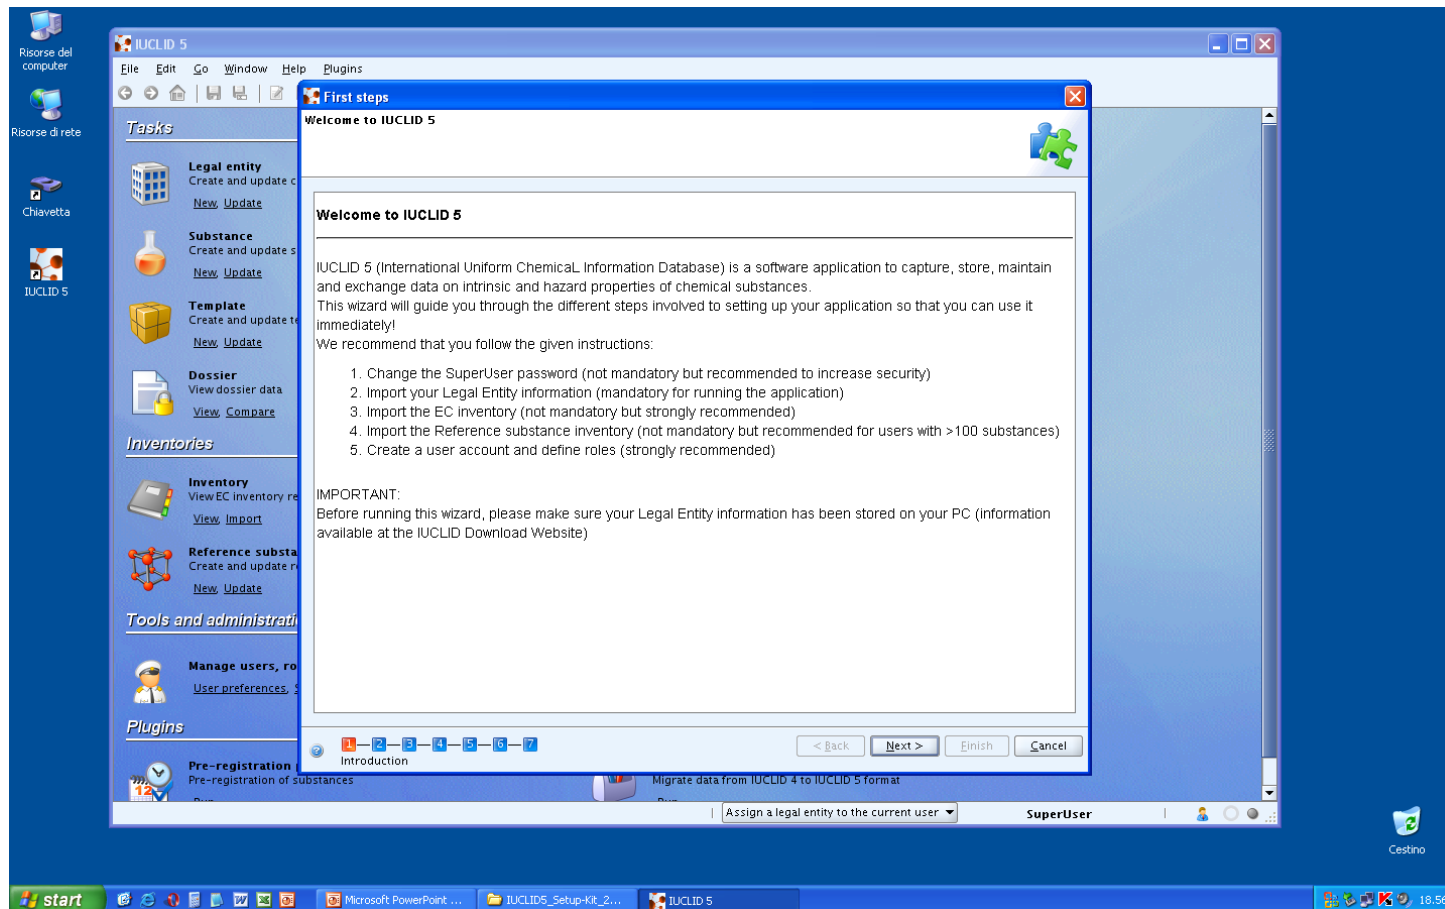 Risorse del
computer
Risorse di rete
Chiavetta
IUCLID 5
IUCLID 5
File Edit Go Window Help Plugins
Tasks
Legal entity
Create and update c
New, Update
Substance
Create and update s
New, Update
Template
Create and update te
New, Update
Dossier
View dossier data
View, Compare
Inventories
Inventory
View EC inventory re
View, Import
Reference substa
Create and update r
New, Update
Tools and administrati
Manage users, ro
User preferences,
Plugins
Pre-registration
Pre-registration of substances
Migrate data from IUCLID 4 to IUCLID 5 format
First steps
Welcome to IUCLID 5
Welcome to IUCLID 5
IUCLID 5 (International Uniform ChemicaL Information Database) is a software application to capture, store, maintain
and exchange data on intrinsic and hazard properties of chemical substances.
This wizard will guide you through the different steps involved to setting up your application so that you can use it
immediately!
We recommend that you follow the given instructions:
1. Change the SuperUser password (not mandatory but recommended to increase security)
2. Import your Legal Entity information (mandatory for running the application)
3. Import the EC inventory (not mandatory but strongly recommended)
4. Import the Reference substance inventory (not mandatory but recommended for users with >100 substances)
5. Create a user account and define roles (strongly recommended)
IMPORTANT:
Before running this wizard, please make sure your Legal Entity information has been stored on your PC (information
available at the IUCLID Download Website)
1 2 3 4 5 6 7
Introduction
< Back Next > Finish Cancel
Assign a legal entity to the current user SuperUser
Cestino
start Microsoft PowerPoint ... IUCLID5_Setup-Kit_2... IUCLID 5 18.56